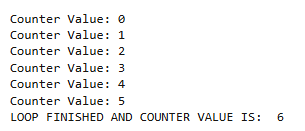 Counter Value: 0
Counter Value: 1
Counter Value: 2
Counter Value: 3
Counter Value: 4
Counter Value: 5
LOOP FINISHED AND COUNTER VALUE IS:  6